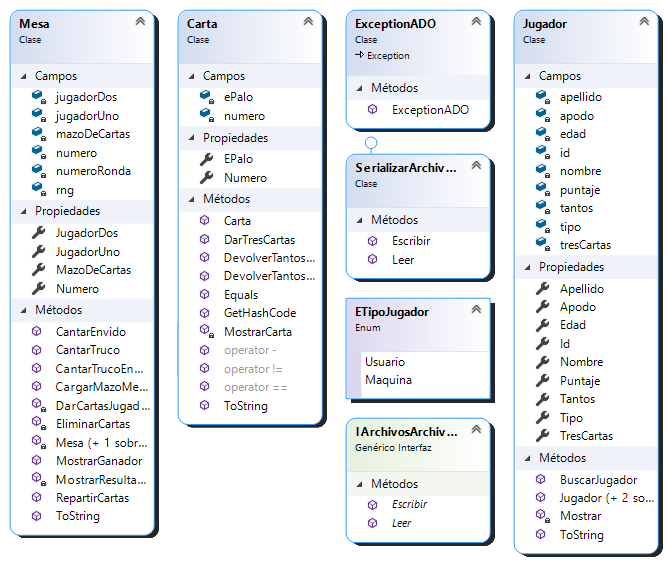 Mesa
Clase
Campos
jugadorDos
jugadorUno
mazoDeCartas
numero
numeroRonda
rng
Propiedades
JugadorDos
JugadorUno
MazoDeCartas
Numero
Métodos
CantarEnvido
CantarTruco
CantarTrucoEn...
CargarMazoMe...
DarCartasJugad...
EliminarCartas
Mesa (+ 1 sobr...
MostrarGanador
MostrarResulta...
RepartirCartas
ToString
Carta
Clase
Campos
ePalo
numero
Propiedades
EPalo
Numero
Métodos
Carta
DarTresCartas
DevolverTantos...
DevolverTantos...
Equals
GetHashCode
MostrarCarta
operator -
operator !=
operator ==
ToString
ExceptionADO
Clase
Exception
Métodos
ExceptionADO
SerializarArchiv...
Clase
Métodos
Escribir
Leer
ETipoJugador
Enum
Usuario
Maquina
IArchivosArchiv...
Genérico Interfaz
Métodos
Escribir
Leer
Jugador
Clase
Campos
apellido
apodo
edad
id
nombre
puntaje
tantos
tipo
tresCartas
Propiedades
Apellido
Apodo
Edad
Id
Nombre
Puntaje
Tantos
Tipo
TresCartas
Métodos
BuscarJugador
Jugador (+ 2 so...
Mostrar
ToString